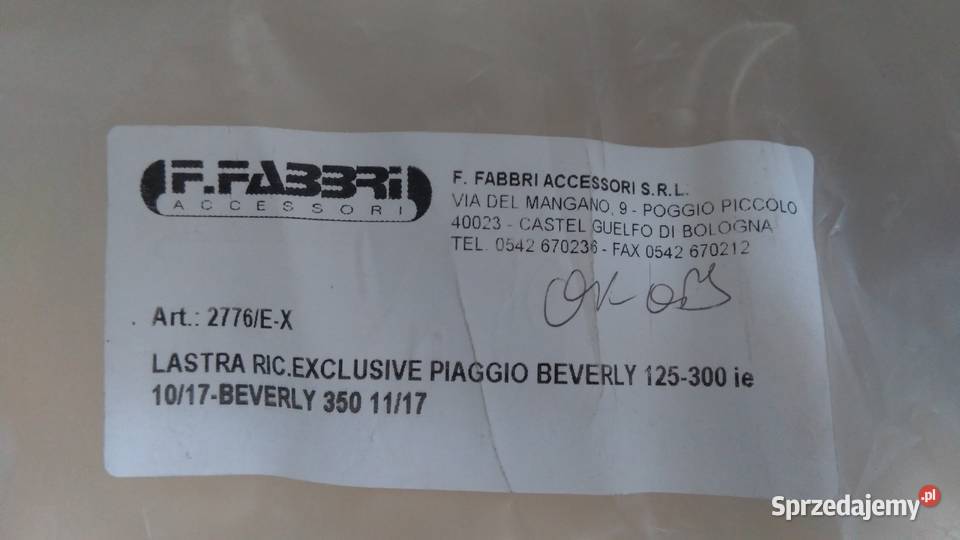 F.FABBRI
ACCESSORI
F. FABBRI ACCESSORI S.R.L.
VIA DEL MANGANO, 9 - POGGIO PICCOLO
40023 - CASTEL GUELFO DI BOLOGNA
TEL. 0542 670236 - FAX 0542 670212
Art.: 2776/E-X
LASTRA RIC.EXCLUSIVE PIAGGIO BEVERLY 125-300 ie
10/17-BEVERLY 350 11/17
Sprzedajemy.pl